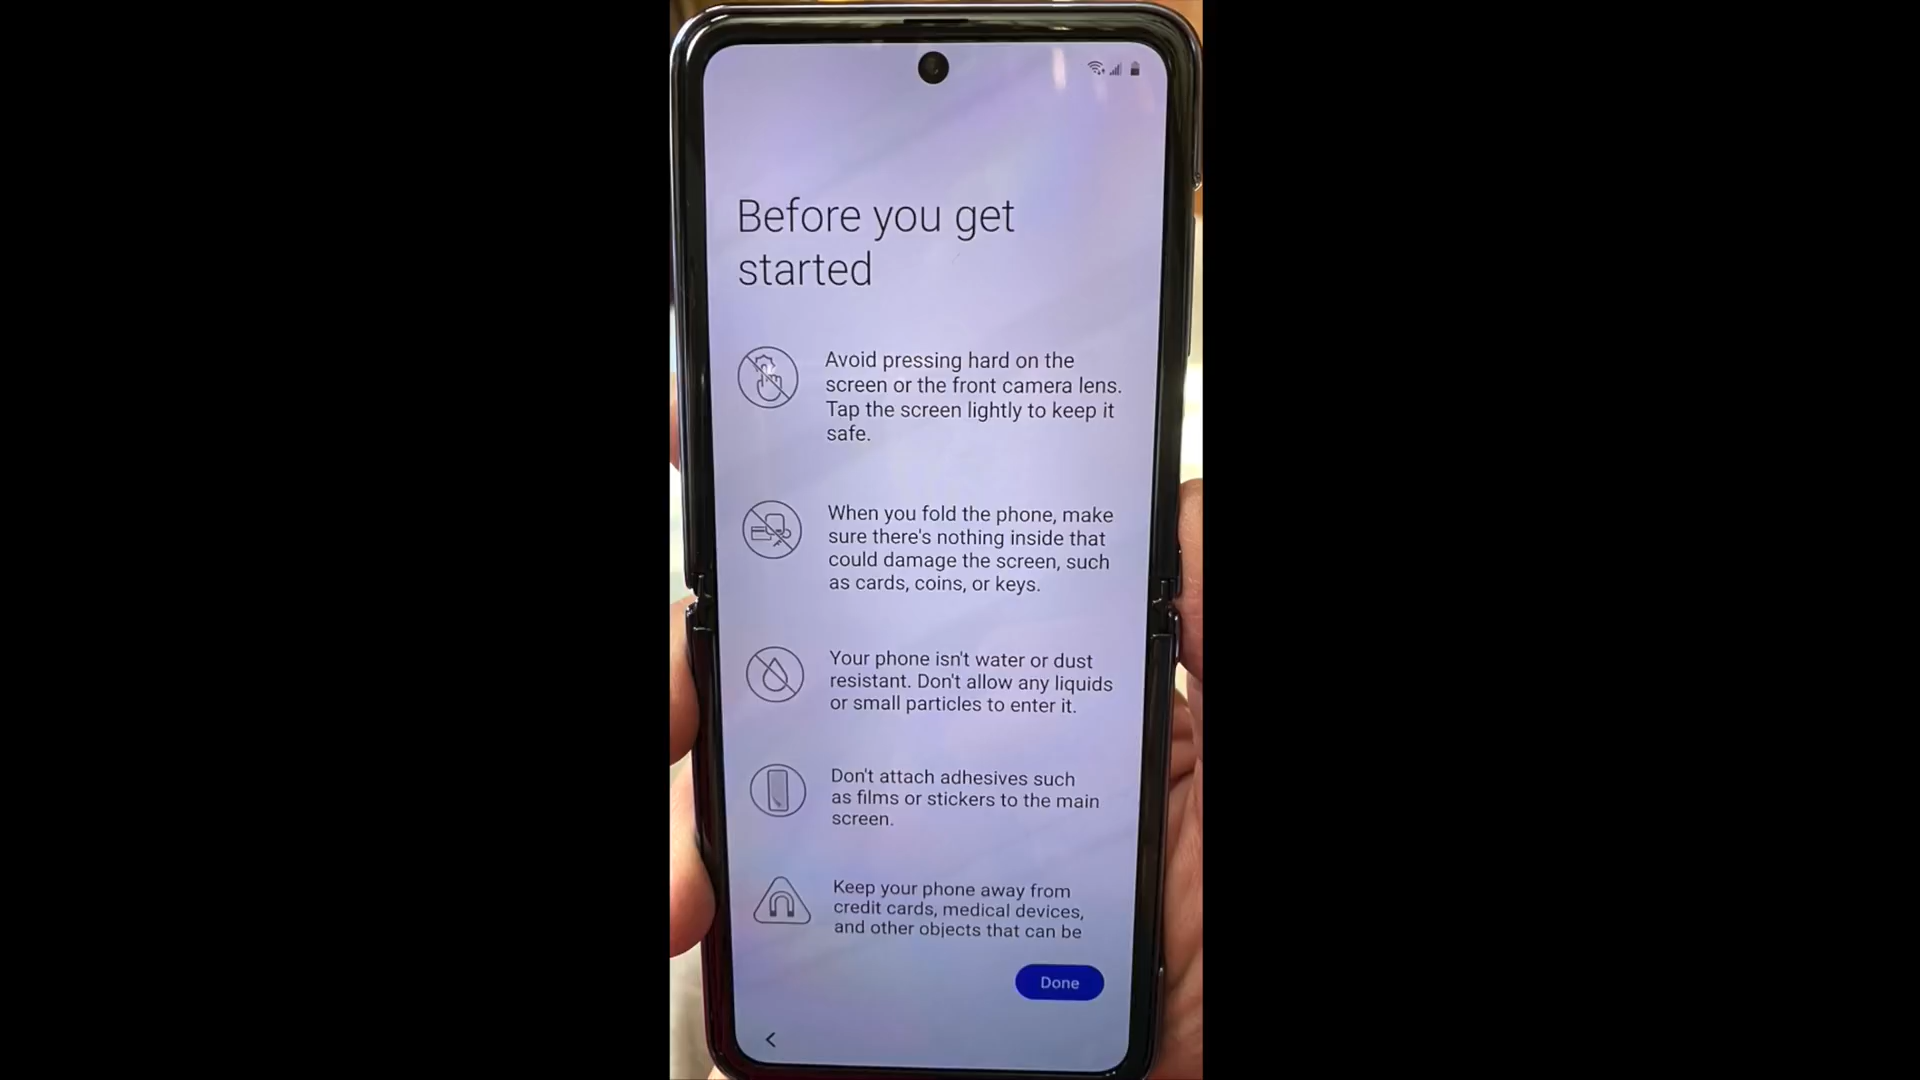 Before you get
started
Avoid pressing hard on the
screen or the front camera lens.
Tap the screen lightly to keep it
safe.
When you fold the phone, make
sure there's nothing inside that
could damage the screen, such
as cards, coins, or keys.
Your phone isn't water or dust
resistant. Don't allow any liquids
or small particles to enter it.
Don't attach adhesives such
as films or stickers to the main
screen.
Keep your phone away from
credit cards, medical devices,
and other objects that can be
Done